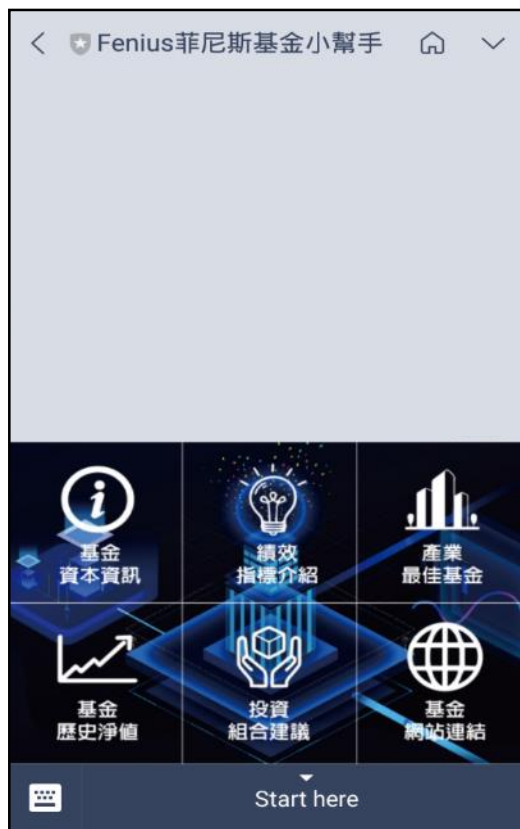 Fenius菲尼斯基金小幫手
基金
資本資訊
績效
指標介紹
產業
最佳基金
基金
歷史淨值
投資
組合建議
基金
網站連結
Start here